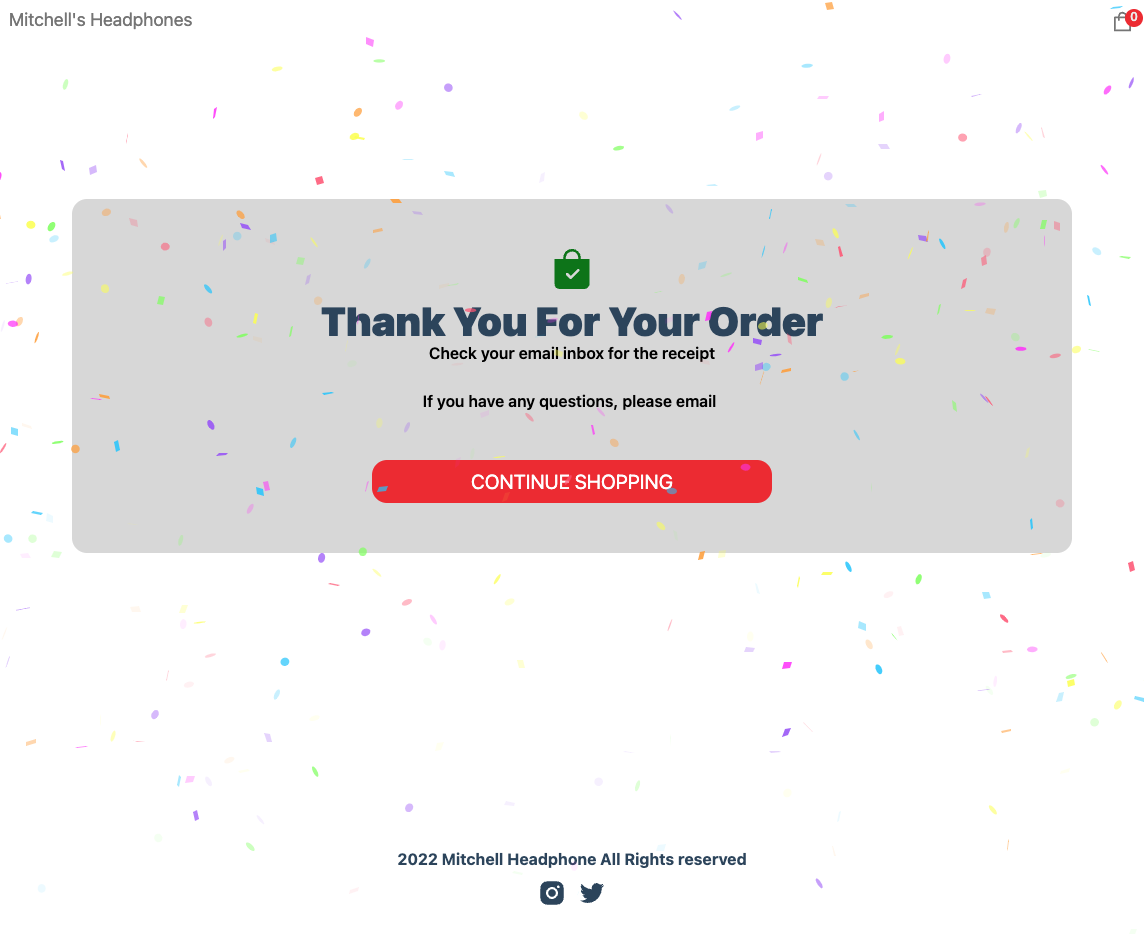 Mitchell's Headphones
0
Thank You For Your Order
Check your email inbox for the receipt
If you have any questions, please email
CONTINUE SHOPPING
2022 Mitchell Headphone All Rights reserved